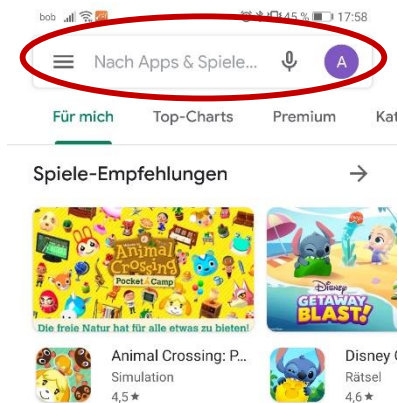 bob 45 % 17:58
Nach Apps & Spiele... A
Für mich Top-Charts Premium Kat
Spiele-Empfehlungen
Animal Crossing
Pocket Camp
Disney
GETAWAY
BLAST!
Die freie Natur hat für alle etwas zu bieten!
Animal Crossing: P... Disney
Simulation Rätsel
4,5★ 4,6★